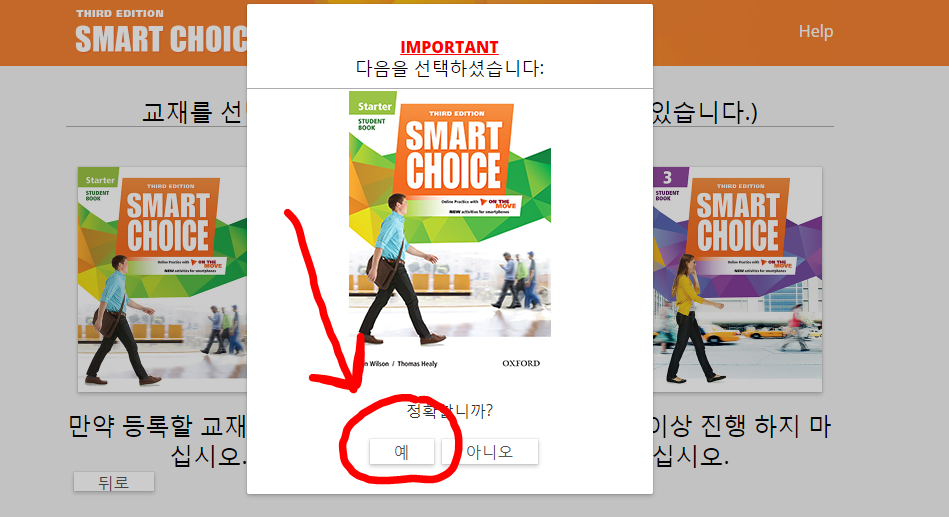 THIRD EDITION
SMART CHOIC
Help
IMPORTANT
다음을 선택하셨습니다:
교재를 선
있습니다.)
Starter
STUDENT
BOOK
THIRD EDITION
SMART
CHOICE
Online Practice with ON THE
MOVE
NEW activities for smartphones
Wilson / Thomas Healy
OXFORD
Starter
STUDENT
BOOK
THIRD EDITION
SMART
CHOICE
Online Practice with ON THE
MOVE
NEW activities for smartphones
3
STUDENT
BOOK
THIRD EDITION
SMART
CHOICE
Online Practice with ON THE
MOVE
NEW activities for smartphones
정확합니까?
예
아니오
만약 등록할 교재
십시오.
이상 진행 하지 마
십시오.
뒤로